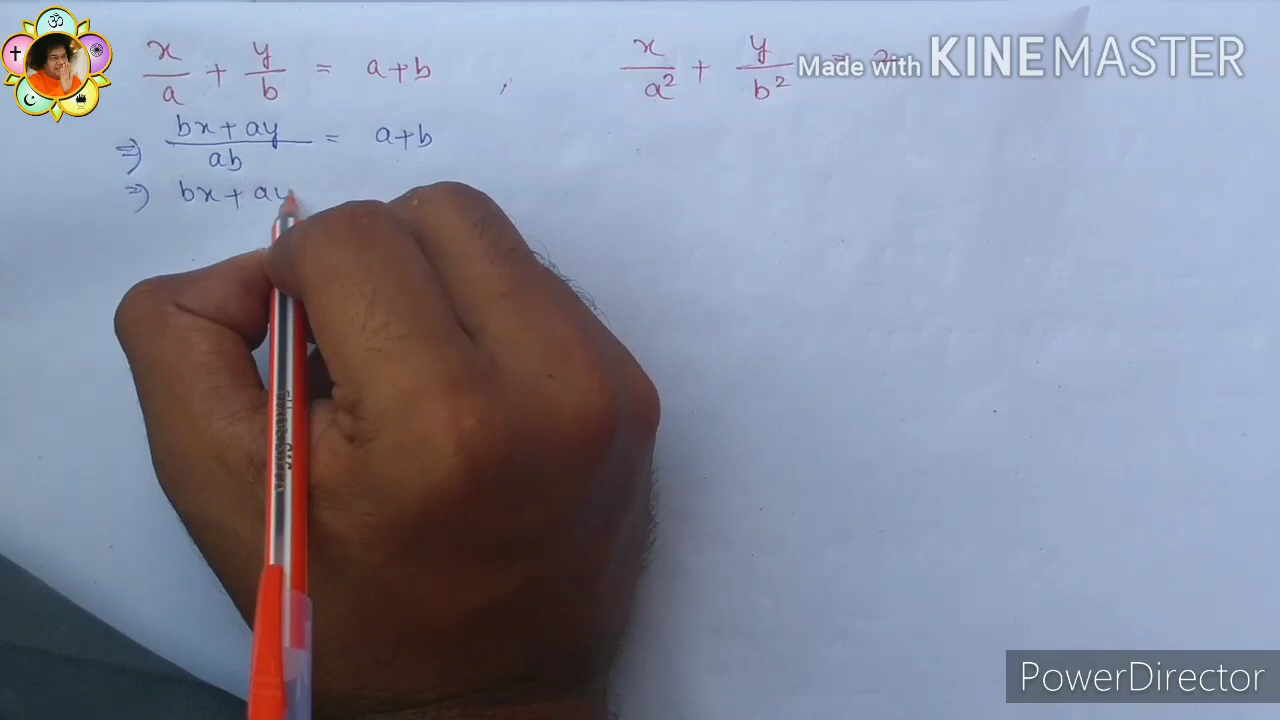 x/a + y/b = a+b , x/a² + y/b² =
Made with KINEMASTER
⇒ bx + ay / ab = a+b
⇒ bx + ay
PowerDirector